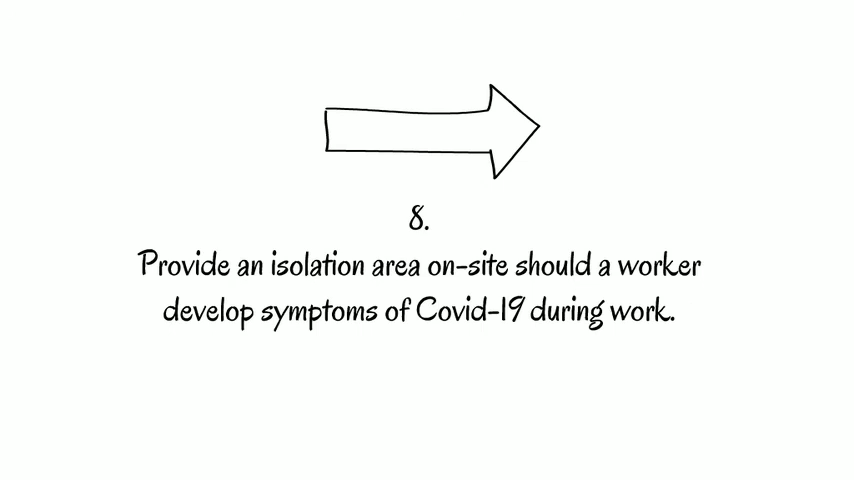 8.
Provide an isolation area on-site should a worker
develop symptoms of Covid-19 during work.